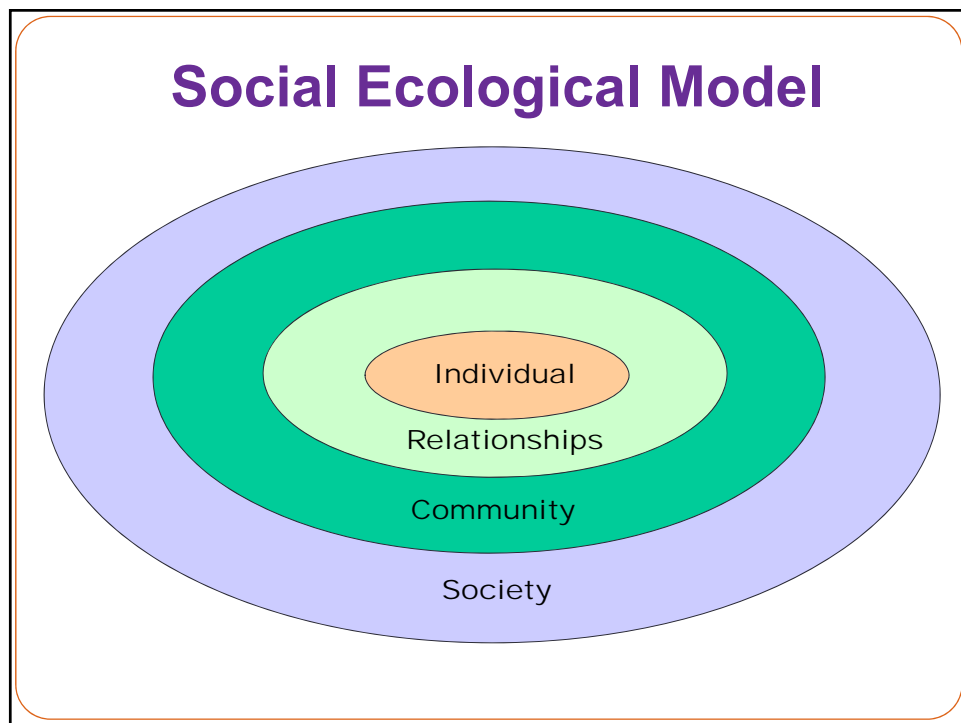 Social Ecological Model
Individual
Relationships
Community
Society